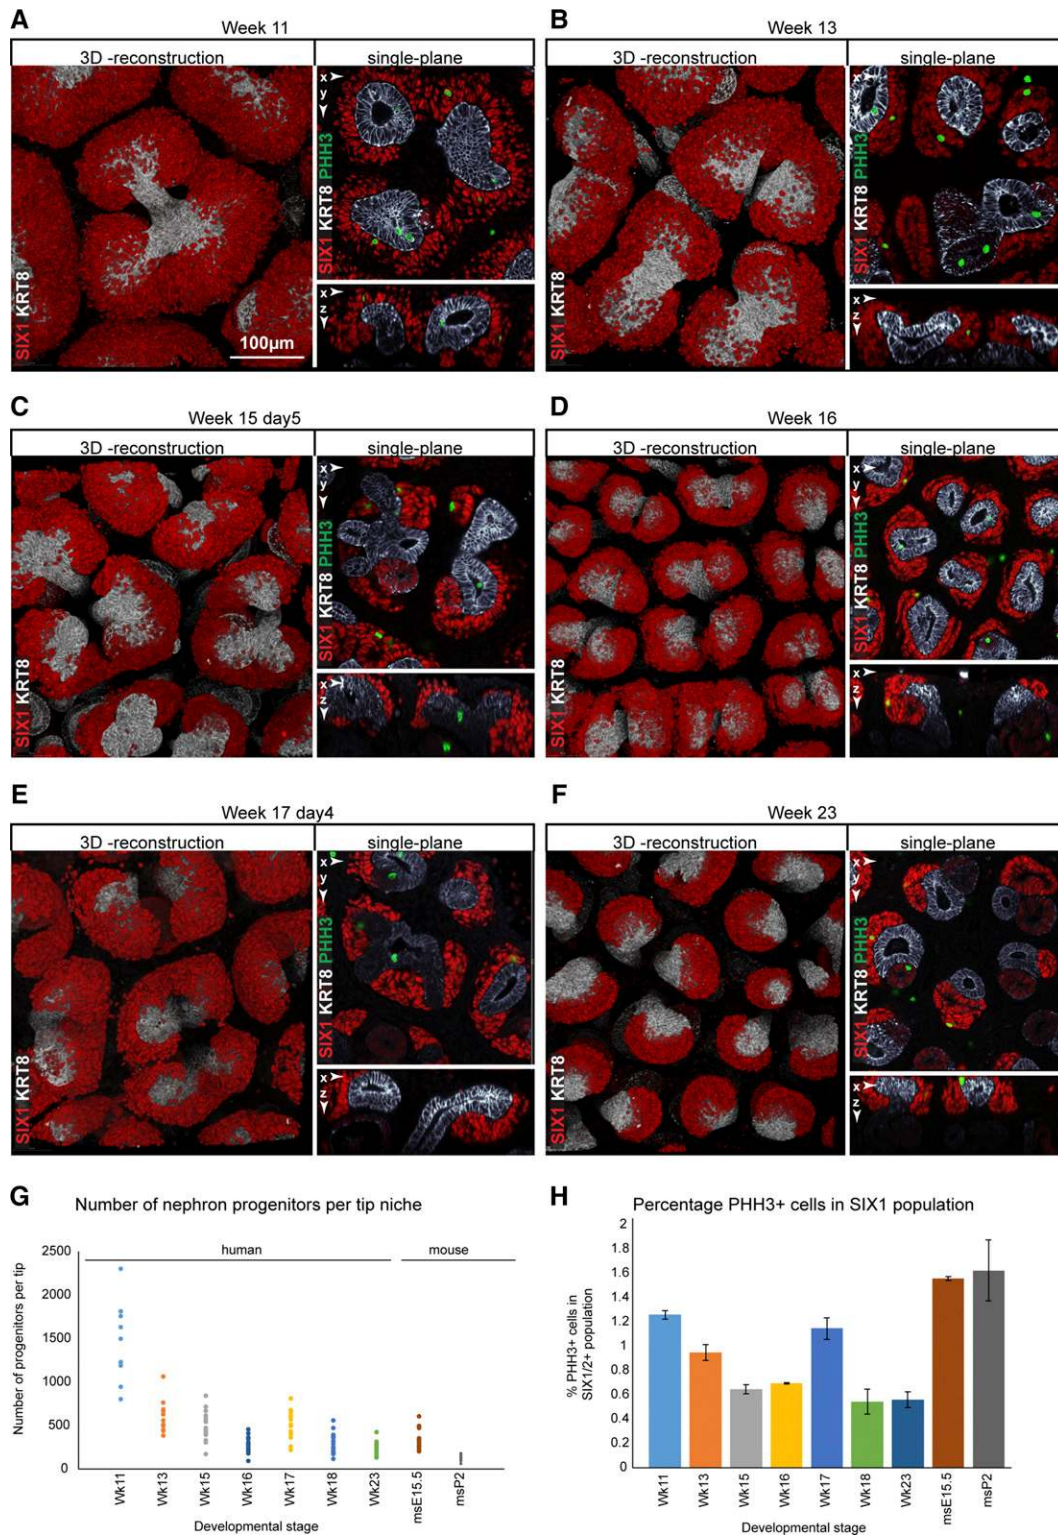 A
Week 11
3D -reconstruction
single-plane
SIX1 KRT8
100µm
SIX1 KRT8 PHH3
x
y
x
z
B
Week 13
3D -reconstruction
single-plane
SIX1 KRT8
SIX1 KRT8 PHH3
x
y
x
z
C
Week 15 day5
3D -reconstruction
single-plane
SIX1 KRT8
SIX1 KRT8 PHH3
x
y
x
z
D
Week 16
3D -reconstruction
single-plane
SIX1 KRT8
SIX1 KRT8 PHH3
x
y
x
z
E
Week 17 day4
3D -reconstruction
single-plane
SIX1 KRT8
SIX1 KRT8 PHH3
x
y
x
z
F
Week 23
3D -reconstruction
single-plane
SIX1 KRT8
SIX1 KRT8 PHH3
x
y
x
z
G
Number of nephron progenitors per tip niche
human
mouse
Number of progenitors per tip
2500
2000
1500
1000
500
0
Wk11
Wk13
Wk15
Wk16
Wk17
Wk18
Wk23
msE15.5
msP2
Developmental stage
H
Percentage PHH3+ cells in SIX1 population
% PHH3+ cells in
SIX1/2+ population
2
1.8
1.6
1.4
1.2
1
0.8
0.6
0.4
0.2
0
Wk11
Wk13
Wk15
Wk16
Wk17
Wk18
Wk23
msE15.5
msP2
Developmental stage